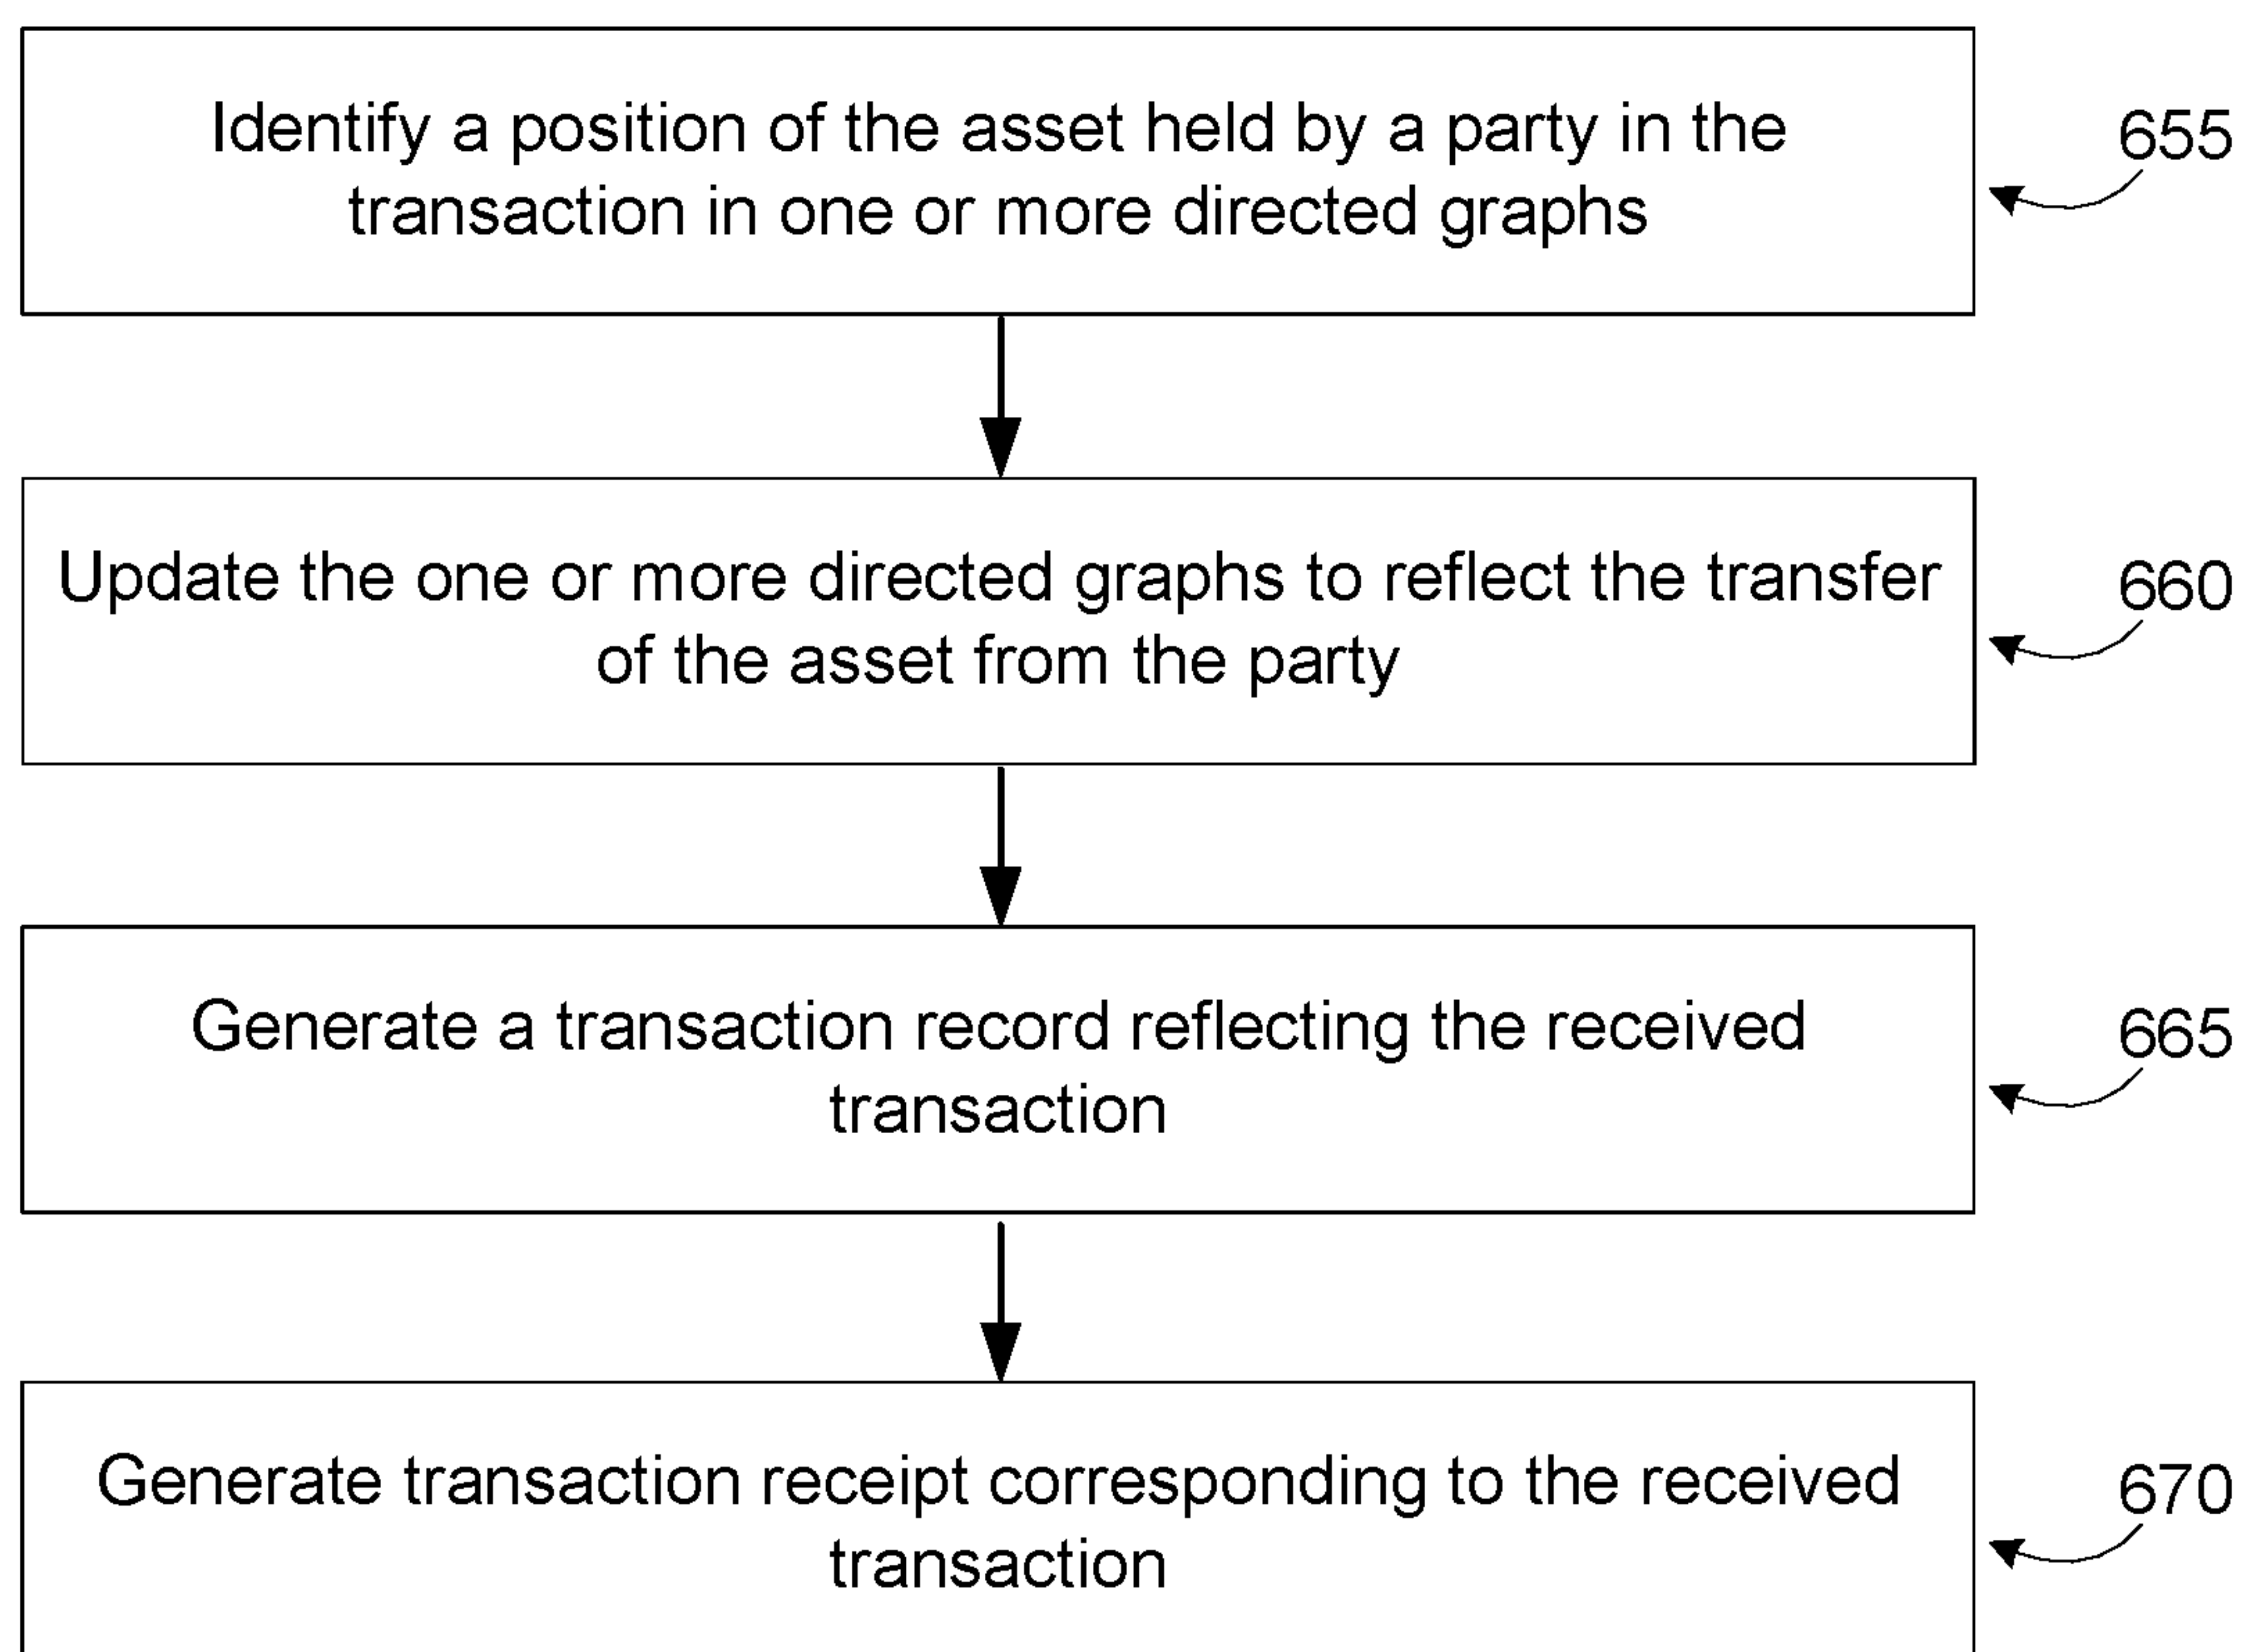 Identify a position of the asset held by a party in the
transaction in one or more directed graphs
655
Update the one or more directed graphs to reflect the transfer
of the asset from the party
660
Generate a transaction record reflecting the received
transaction
665
Generate transaction receipt corresponding to the received
transaction
670